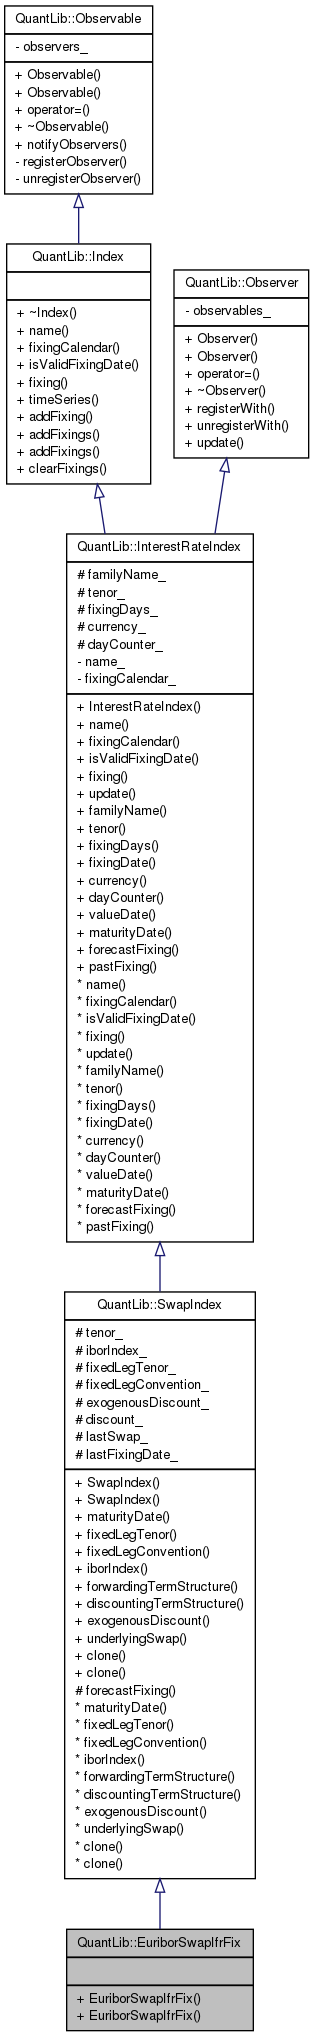 QuantLib::Observable
- observers_
+ Observable()
+ Observable()
+ operator=()
+ ~Observable()
+ notifyObservers()
- registerObserver()
- unregisterObserver()
QuantLib::Index
+ ~Index()
+ name()
+ fixingCalendar()
+ isValidFixingDate()
+ fixing()
+ timeSeries()
+ addFixing()
+ addFixings()
+ addFixings()
+ clearFixings()
QuantLib::Observer
- observables_
+ Observer()
+ Observer()
+ operator=()
+ ~Observer()
+ registerWith()
+ unregisterWith()
+ update()
QuantLib::InterestRateIndex
# familyName_
# tenor_
# fixingDays_
# currency_
# dayCounter_
- name_
- fixingCalendar_
+ InterestRateIndex()
+ name()
+ fixingCalendar()
+ isValidFixingDate()
+ fixing()
+ update()
+ familyName()
+ tenor()
+ fixingDays()
+ fixingDate()
+ currency()
+ dayCounter()
+ valueDate()
+ maturityDate()
+ forecastFixing()
+ pastFixing()
* name()
* fixingCalendar()
* isValidFixingDate()
* fixing()
* update()
* familyName()
* tenor()
* fixingDays()
* fixingDate()
* currency()
* dayCounter()
* valueDate()
* maturityDate()
* forecastFixing()
* pastFixing()
QuantLib::SwapIndex
# tenor_
# iborIndex_
# fixedLegTenor_
# fixedLegConvention_
# exogenousDiscount_
# discount_
# lastSwap_
# lastFixingDate_
+ SwapIndex()
+ SwapIndex()
+ maturityDate()
+ fixedLegTenor()
+ fixedLegConvention()
+ iborIndex()
+ forwardingTermStructure()
+ discountingTermStructure()
+ exogenousDiscount()
+ underlyingSwap()
+ clone()
+ clone()
# forecastFixing()
* maturityDate()
* fixedLegTenor()
* fixedLegConvention()
* iborIndex()
* forwardingTermStructure()
* discountingTermStructure()
* exogenousDiscount()
* underlyingSwap()
* clone()
* clone()
QuantLib::EuriborSwapIfrFix
+ EuriborSwapIfrFix()
+ EuriborSwapIfrFix()